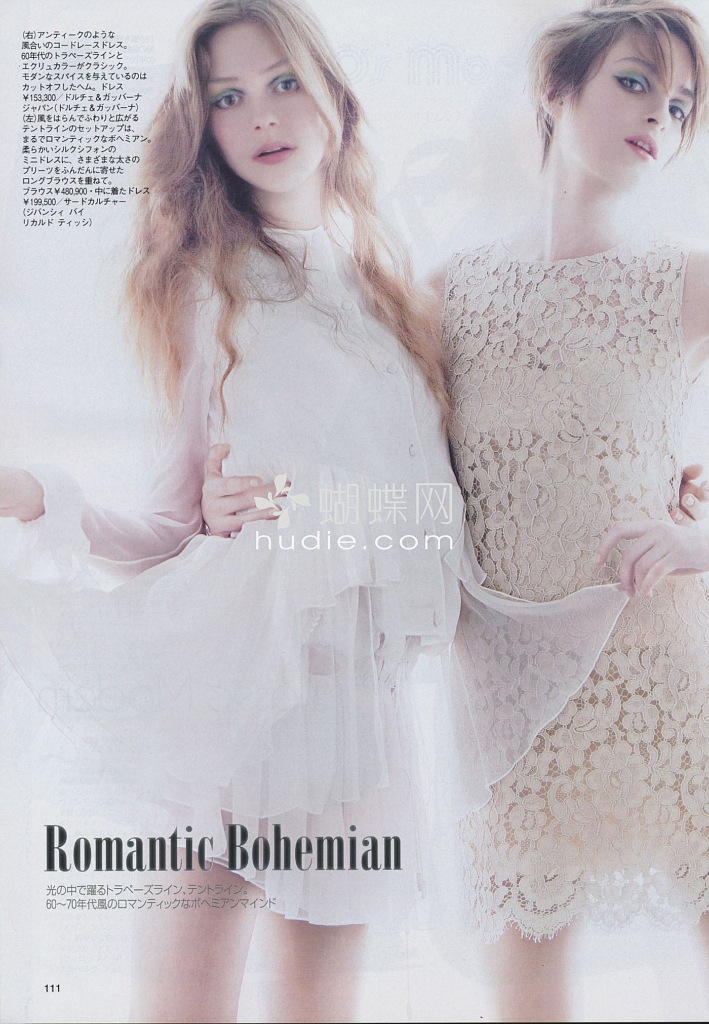 (右)アンティークのような
風合いのコードレースドレス。
60年代のトラペーズラインと
エクリュカラーがクラシック。
モダンなスパイスを与えているのは
カットオフしたヘム。ドレス
¥153,300/ドルチェ&ガッバーナ
ジャパン(ドルチェ&ガッバーナ)
(左)風をはらんでふわりと広がる
テントラインのセットアップは、
まるでロマンティックなボヘミアン。
柔らかいシルクシフォンの
ミニドレスに、さまざまな太さの
プリーツをふんだんに寄せた
ロングブラウスを重ねて。
ブラウス¥480,900・中に着たドレス
¥199,500/サードカルチャー
(ジバンシィ バイ
リカルド ティッシ)
蝴蝶网
hudie.com
Romantic Bohemian
光の中で躍るトラペーズライン、テントライン。
60〜70年代風のロマンティックなボヘミアンマインド
111